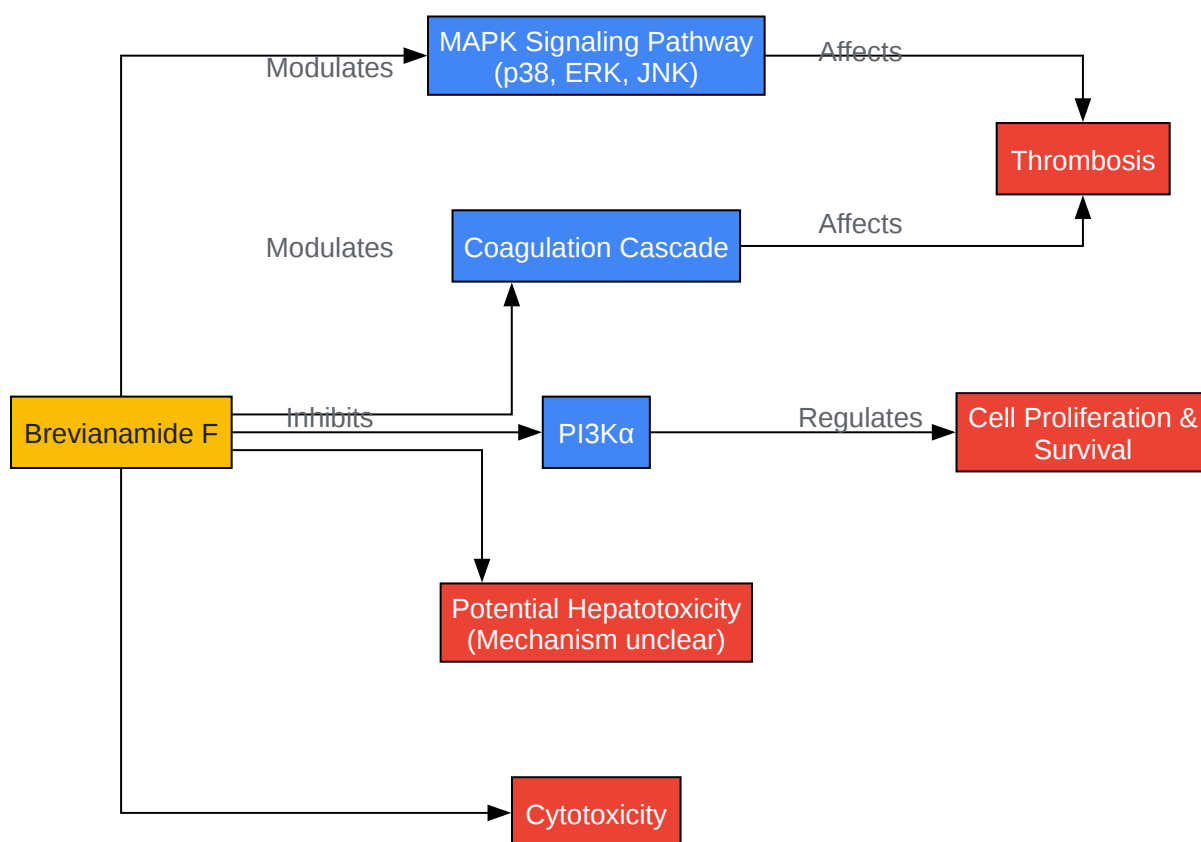 MAPK Signaling Pathway
(p38, ERK, JNK)
Modulates
Affects
Thrombosis
Modulates
Coagulation Cascade
Affects
Brevianamide F
Inhibits
PI3Kα
Regulates
Cell Proliferation &
Survival
Potential Hepatotoxicity
(Mechanism unclear)
Cytotoxicity